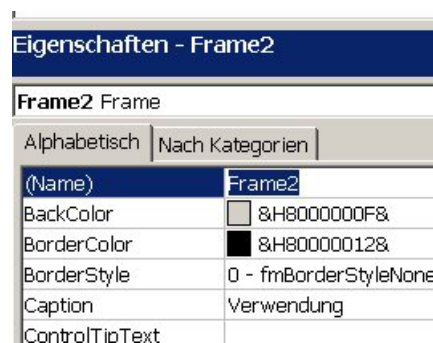 Eigenschaften - Frame2
Frame2 Frame
Alphabetisch Nach Kategorien
(Name) Frame2
BackColor &H8000000F&
BorderColor &H80000012&
BorderStyle 0 - fmBorderStyleNone
Caption Verwendung
ControlTipText